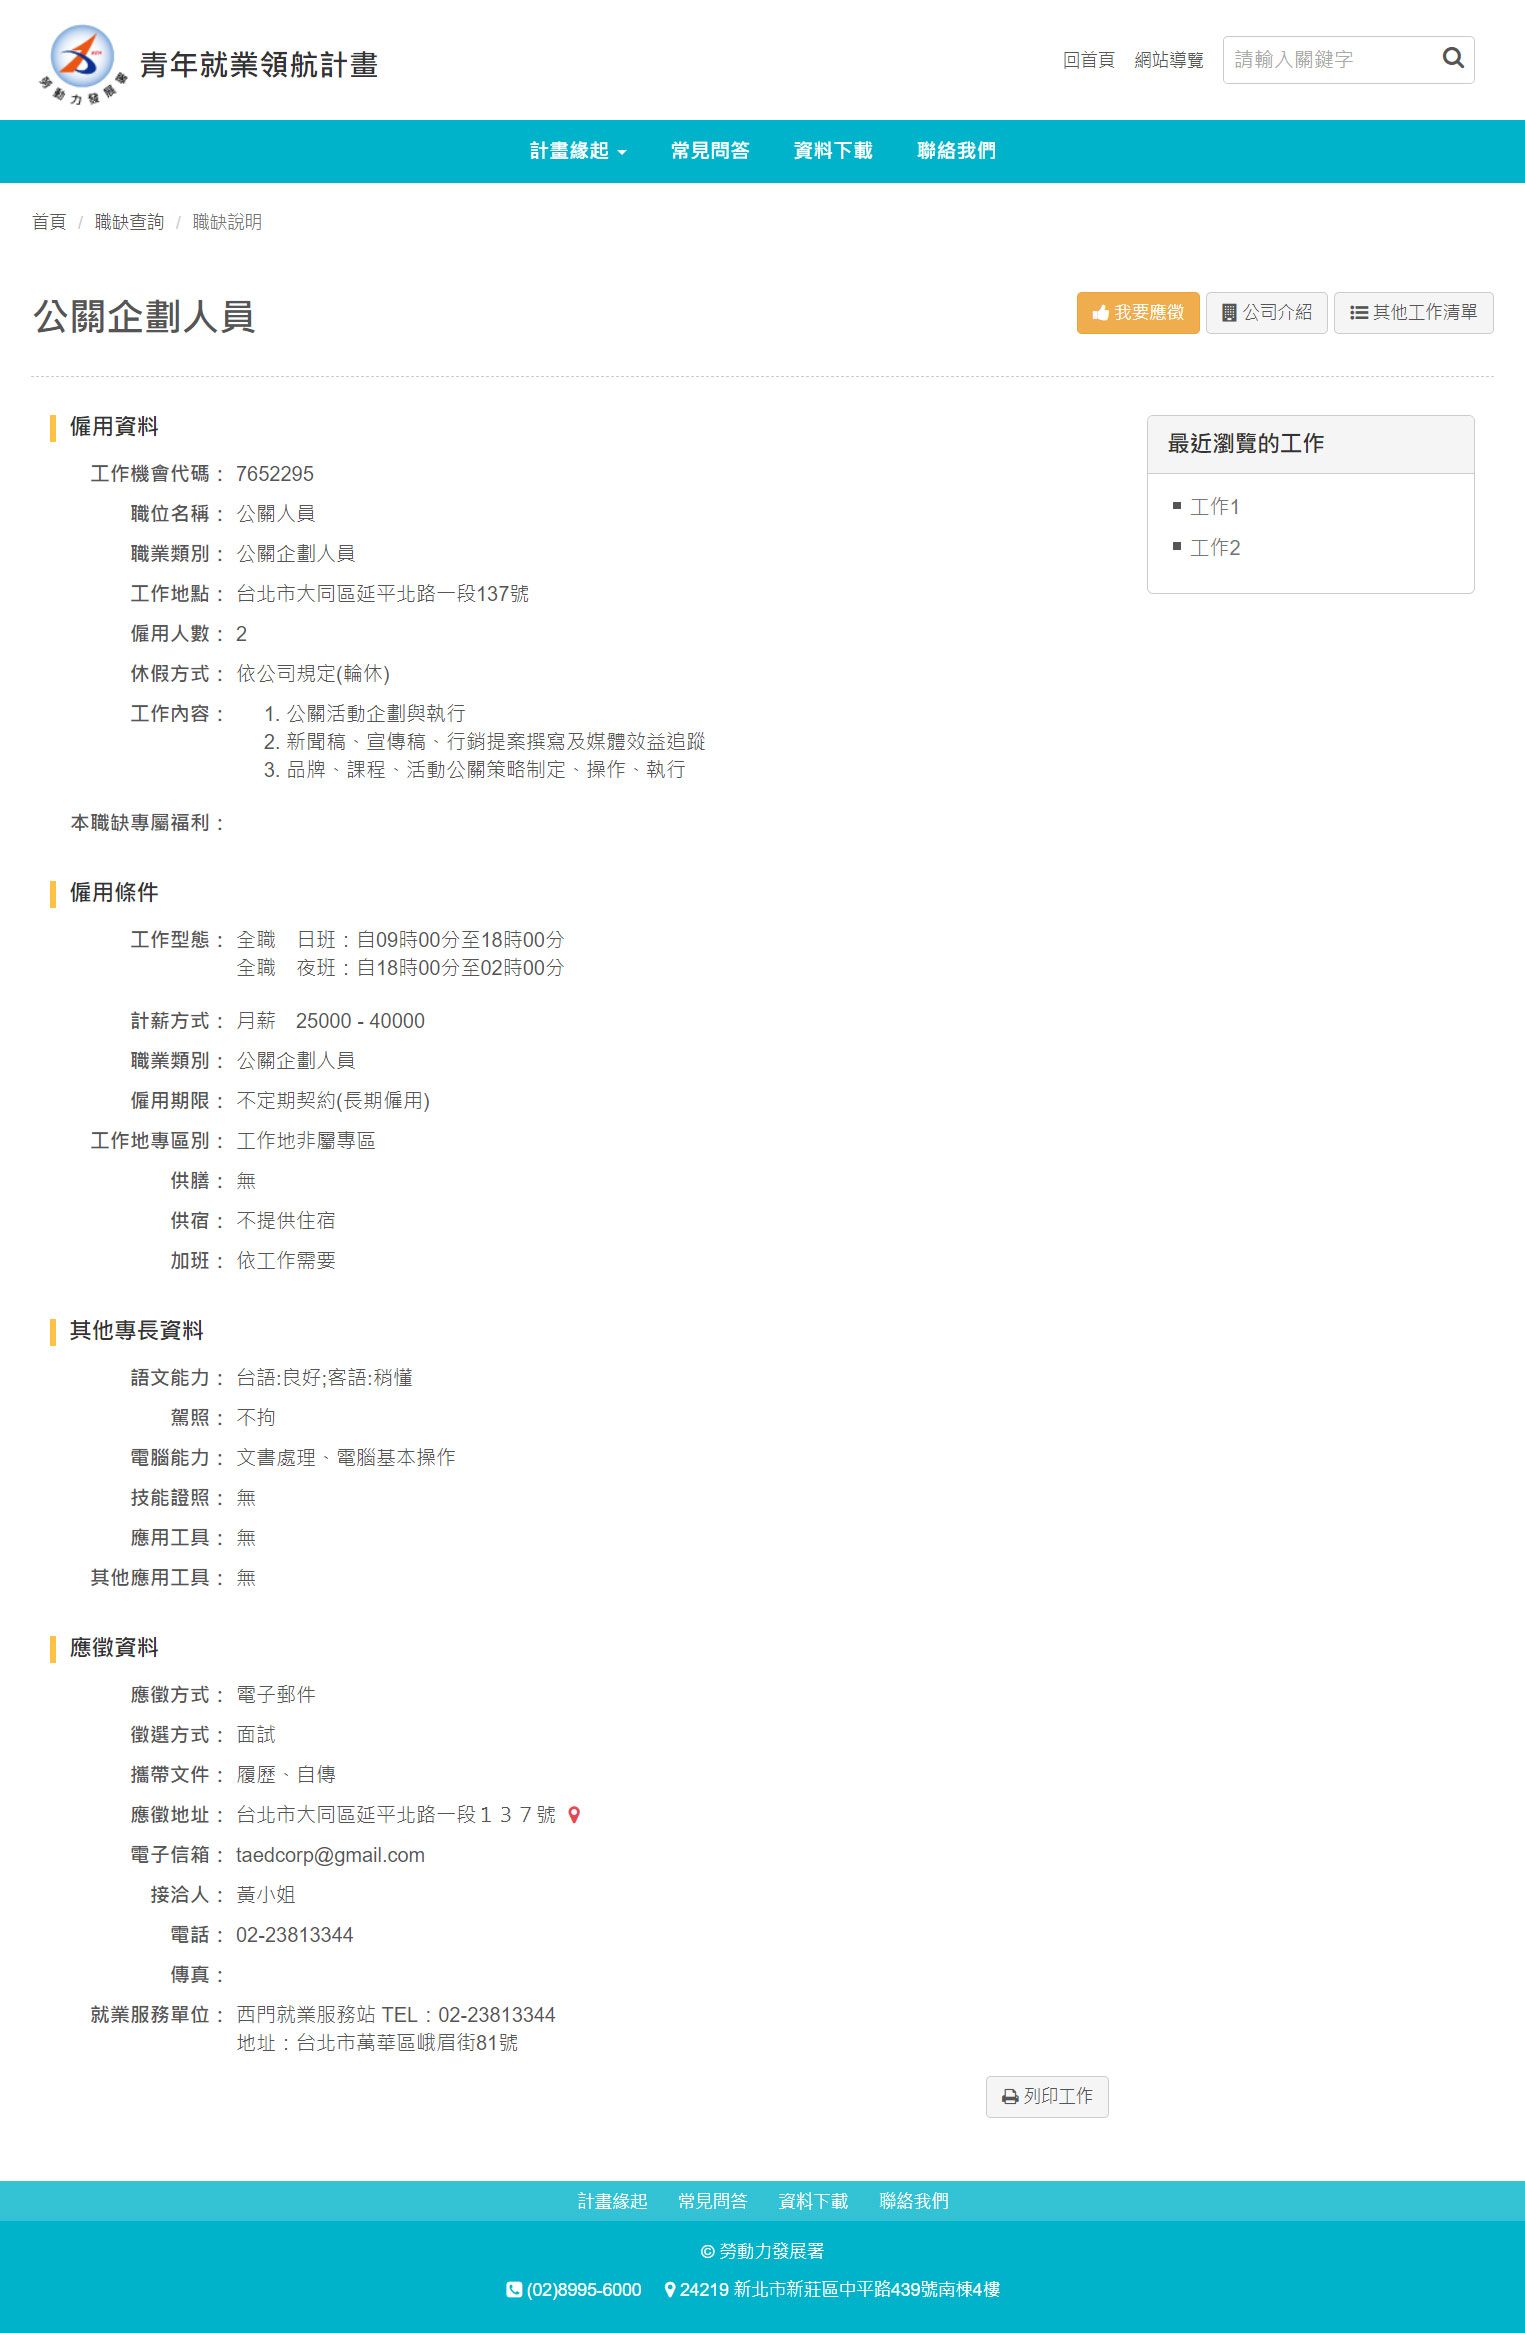 勞動力發展署
青年就業領航計畫
回首頁 網站導覽 請輸入關鍵字
計畫緣起 常見問答 資料下載 聯絡我們
首頁 / 職缺查詢 / 職缺說明
公關企劃人員
我要應徵 公司介紹 其他工作清單
僱用資料
工作機會代碼： 7652295
職位名稱： 公關人員
職業類別： 公關企劃人員
工作地點： 台北市大同區延平北路一段137號
僱用人數： 2
休假方式： 依公司規定(輪休)
工作內容： 1. 公關活動企劃與執行
2. 新聞稿、宣傳稿、行銷提案撰寫及媒體效益追蹤
3. 品牌、課程、活動公關策略制定、操作、執行
本職缺專屬福利：
最近瀏覽的工作
工作1
工作2
僱用條件
工作型態： 全職　日班：自09時00分至18時00分
全職　夜班：自18時00分至02時00分
計薪方式： 月薪　25000 - 40000
職業類別： 公關企劃人員
僱用期限： 不定期契約(長期僱用)
工作地專區別： 工作地非屬專區
供膳： 無
供宿： 不提供住宿
加班： 依工作需要
其他專長資料
語文能力： 台語:良好;客語:稍懂
駕照： 不拘
電腦能力： 文書處理、電腦基本操作
技能證照： 無
應用工具： 無
其他應用工具： 無
應徵資料
應徵方式： 電子郵件
徵選方式： 面試
攜帶文件： 履歷、自傳
應徵地址： 台北市大同區延平北路一段１３７號
電子信箱： taedcorp@gmail.com
接洽人： 黃小姐
電話： 02-23813344
傳真：
就業服務單位： 西門就業服務站 TEL：02-23813344
地址：台北市萬華區峨眉街81號
列印工作
計畫緣起 常見問答 資料下載 聯絡我們
© 勞動力發展署
(02)8995-6000 24219 新北市新莊區中平路439號南棟4樓